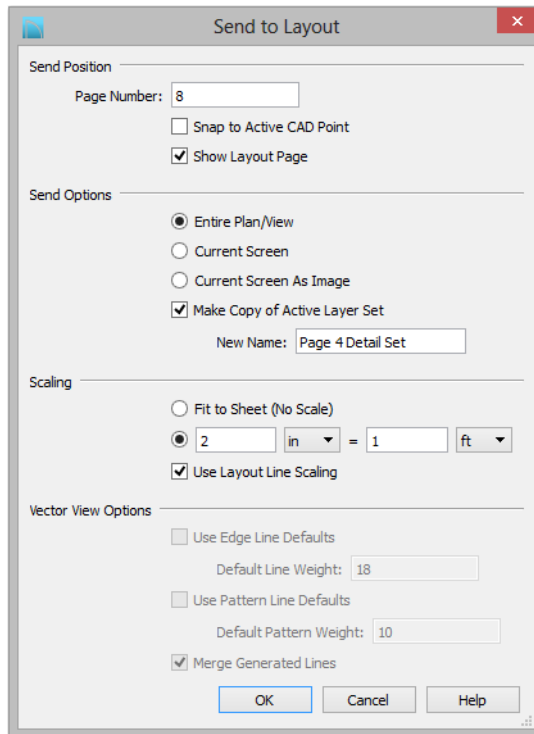 Send to Layout
Send Position
Page Number: 8
Snap to Active CAD Point
Show Layout Page
Send Options
Entire Plan/View
Current Screen
Current Screen As Image
Make Copy of Active Layer Set
New Name: Page 4 Detail Set
Scaling
Fit to Sheet (No Scale)
2 in = 1 ft
Use Layout Line Scaling
Vector View Options
Use Edge Line Defaults
Default Line Weight: 18
Use Pattern Line Defaults
Default Pattern Weight: 10
Merge Generated Lines
OK Cancel Help